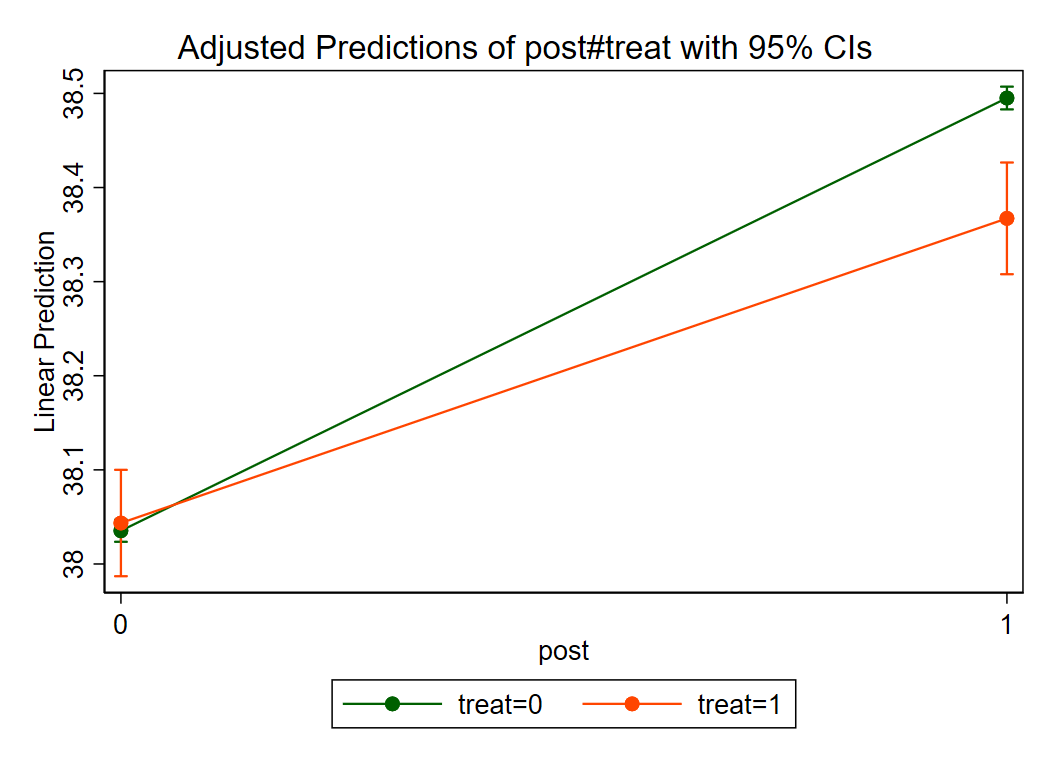 Adjusted Predictions of post#treat with 95% CIs
Linear Prediction
38.5
38.4
38.3
38.2
38.1
38
0
1
post
treat=0
treat=1